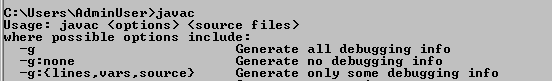 C:\Users\AdminUser>javac
Usage: javac <options> <source files>
where possible options include:
-g Generate all debugging info
-g:none Generate no debugging info
-g:{lines,vars,source} Generate only some debugging info